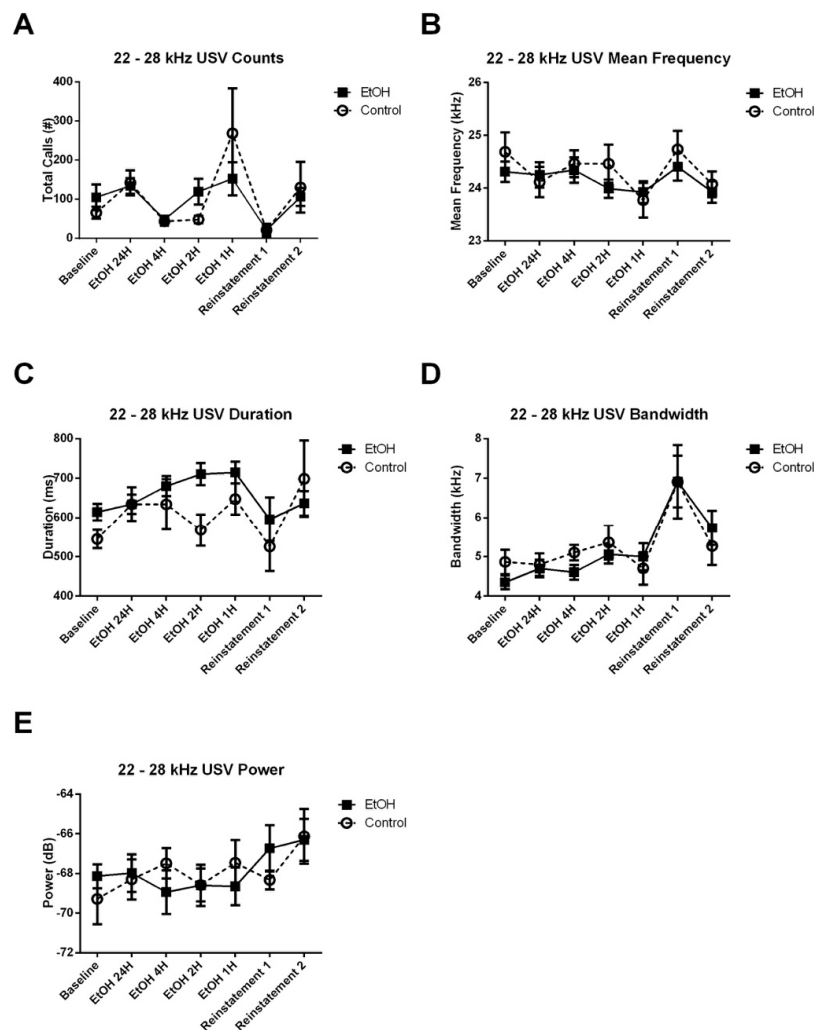 A
22 - 28 kHz USV Counts
Total Calls (#)
400
300
200
100
0
EtOH
Control
Baseline
EtOH 24H
EtOH 4H
EtOH 2H
EtOH 1H
Reinstatement 1
Reinstatement 2
B
22 - 28 kHz USV Mean Frequency
Mean Frequency (kHz)
26
25
24
23
EtOH
Control
Baseline
EtOH 24H
EtOH 4H
EtOH 2H
EtOH 1H
Reinstatement 1
Reinstatement 2
C
22 - 28 kHz USV Duration
Duration (ms)
800
700
600
500
400
EtOH
Control
Baseline
EtOH 24H
EtOH 4H
EtOH 2H
EtOH 1H
Reinstatement 1
Reinstatement 2
D
22 - 28 kHz USV Bandwidth
Bandwidth (kHz)
8
7
6
5
4
EtOH
Control
Baseline
EtOH 24H
EtOH 4H
EtOH 2H
EtOH 1H
Reinstatement 1
Reinstatement 2
E
22 - 28 kHz USV Power
Power (dB)
-64
-66
-68
-70
-72
EtOH
Control
Baseline
EtOH 24H
EtOH 4H
EtOH 2H
EtOH 1H
Reinstatement 1
Reinstatement 2